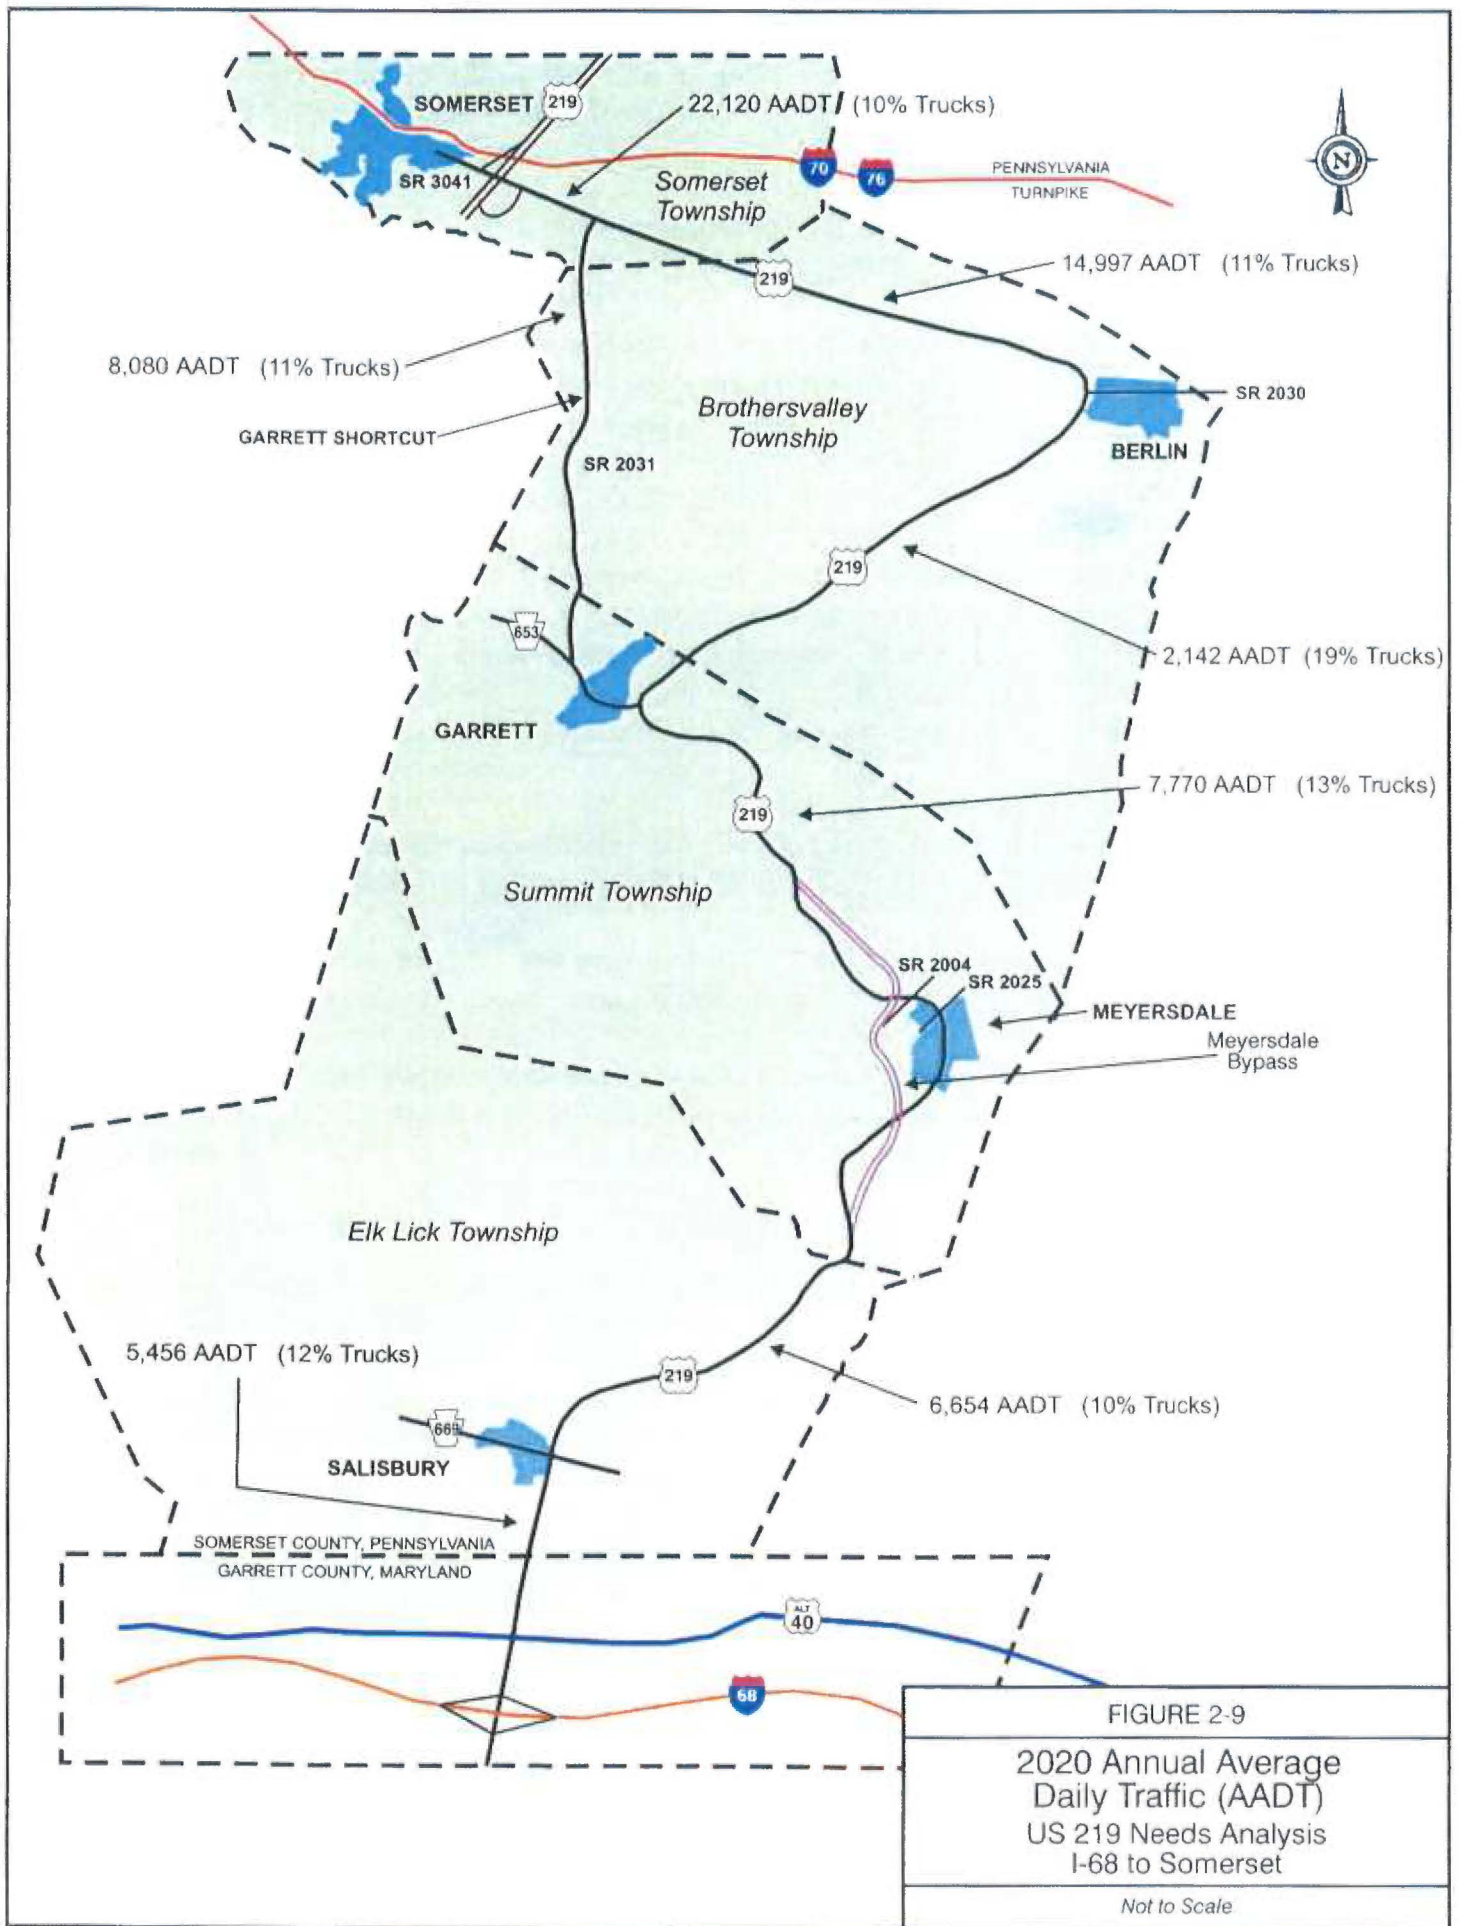 SOMERSET
219
22,120 AADT (10% Trucks)
SR 3041
Somerset
Township
70
76
PENNSYLVANIA
TURNPIKE
N
219
14,997 AADT (11% Trucks)
8,080 AADT (11% Trucks)
GARRETT SHORTCUT
Brothersvalley
Township
SR 2030
BERLIN
SR 2031
219
653
2,142 AADT (19% Trucks)
GARRETT
7,770 AADT (13% Trucks)
219
Summit Township
SR 2004
SR 2025
MEYERSDALE
Meyersdale
Bypass
Elk Lick Township
5,456 AADT (12% Trucks)
219
6,654 AADT (10% Trucks)
669
SALISBURY
SOMERSET COUNTY, PENNSYLVANIA
GARRETT COUNTY, MARYLAND
ALT
40
68
FIGURE 2-9
2020 Annual Average
Daily Traffic (AADT)
US 219 Needs Analysis
I-68 to Somerset
Not to Scale